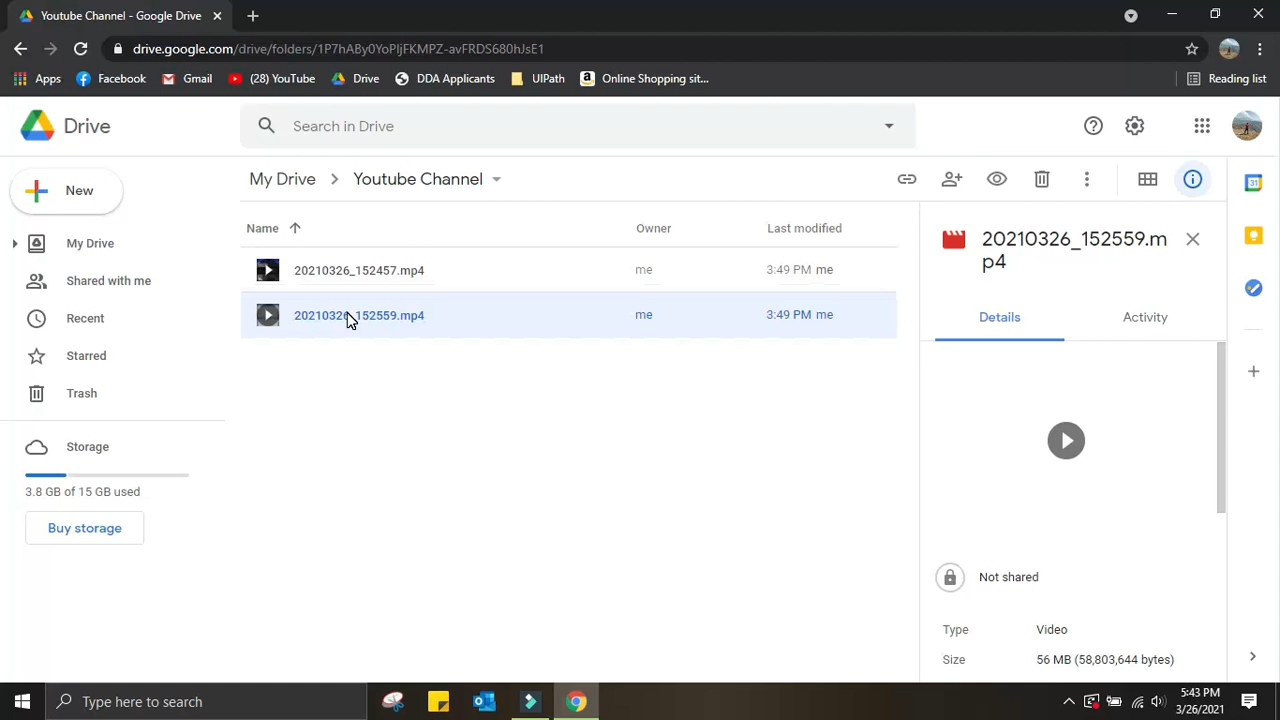 Youtube Channel - Google Drive
drive.google.com/drive/folders/1P7hABy0YoPljFKMPZ-avFRDS680hJsE1
Apps Facebook Gmail (28) YouTube Drive DDA Applicants UIPath Online Shopping sit... Reading list
Drive
Search in Drive
New
My Drive
Shared with me
Recent
Starred
Trash
Storage
3.8 GB of 15 GB used
Buy storage
My Drive > Youtube Channel
Name Owner Last modified
20210326_152457.mp4 me 3:49 PM me
20210326_152559.mp4 me 3:49 PM me
20210326_152559.m
p4
Details Activity
Not shared
Type Video
Size 56 MB (58,803,644 bytes)
31
Type here to search
5:43 PM
3/26/2021